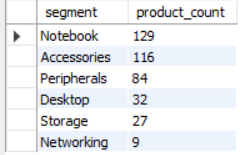 segment product_count
Notebook 129
Accessories 116
Peripherals 84
Desktop 32
Storage 27
Networking 9